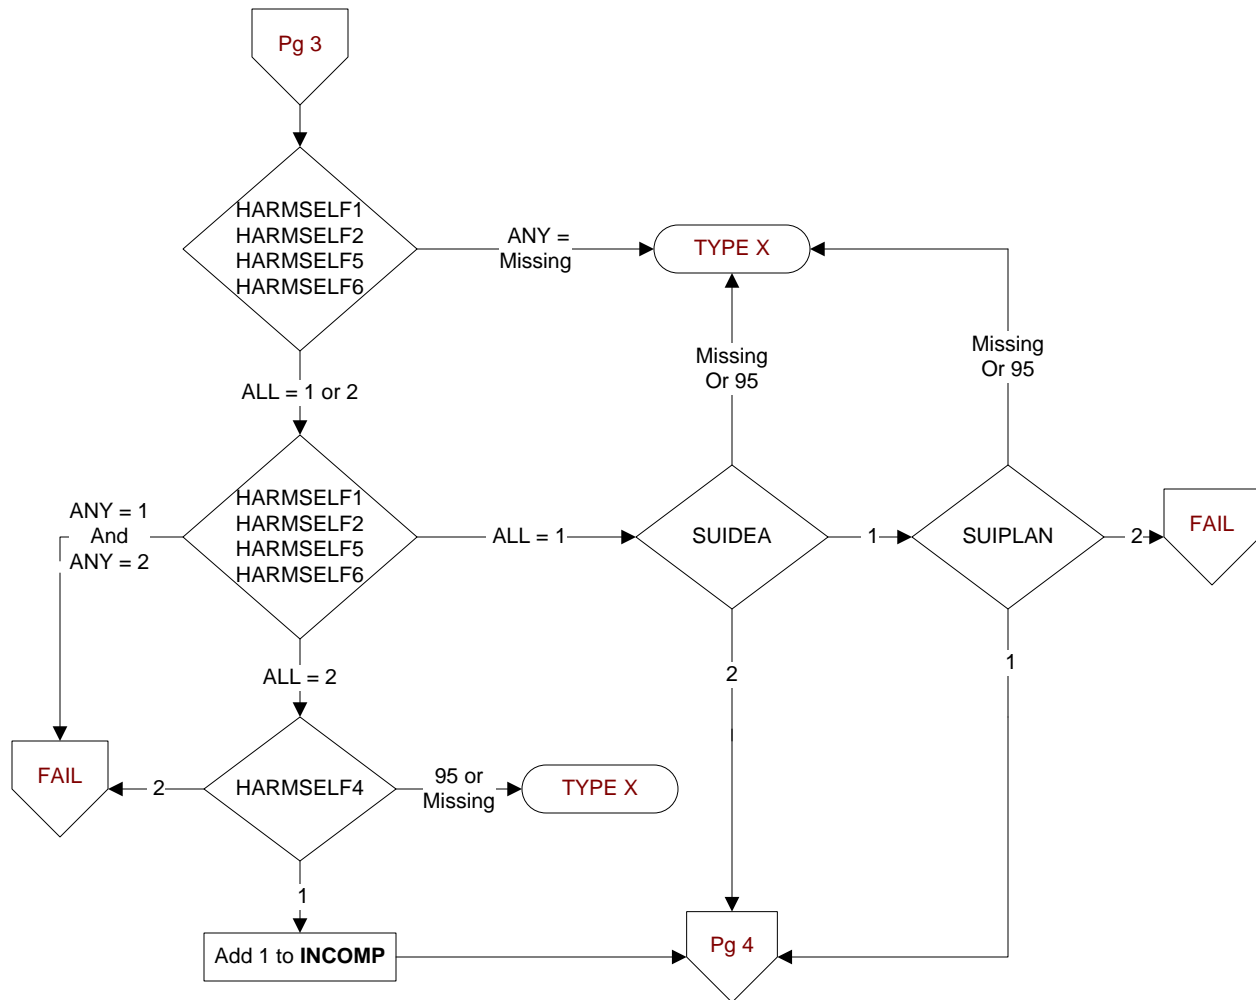 Pg 3
HARMSELF1
HARMSELF2
HARMSELF5
HARMSELF6
ANY =
Missing
TYPE X
Missing
Or 95
Missing
Or 95
ALL = 1 or 2
ANY = 1
And
ANY = 2
HARMSELF1
HARMSELF2
HARMSELF5
HARMSELF6
ALL = 1
SUIDEA
1
SUIPLAN
2
FAIL
ALL = 2
2
1
FAIL
2
HARMSELF4
95 or
Missing
TYPE X
1
Add 1 to INCOMP
Pg 4